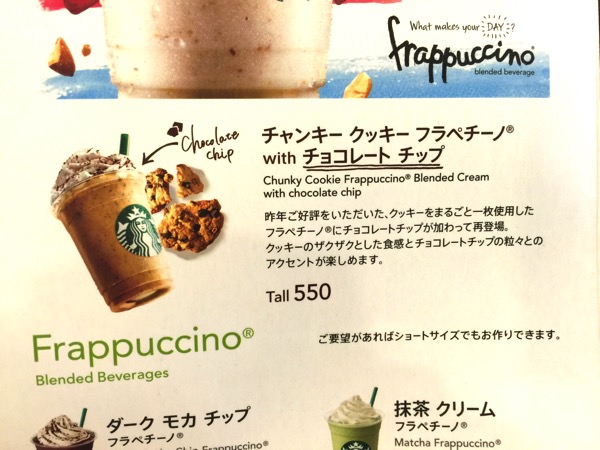 What makes your DAY?
frappuccino®
blended beverage
Chocolate
chip
チャンキー クッキー フラペチーノ®
with チョコレート チップ
Chunky Cookie Frappuccino® Blended Cream
with chocolate chip
昨年ご好評をいただいた、クッキーをまるごと一枚使用した
フラペチーノ®にチョコレートチップが加わって再登場。
クッキーのザクザクとした食感とチョコレートチップの粒々との
アクセントが楽しめます。
Tall 550
Frappuccino®
Blended Beverages
ご要望があればショートサイズでもお作りできます。
ダーク モカ チップ
フラペチーノ®
Chip Frappuccino®
抹茶 クリーム
フラペチーノ®
Matcha Frappuccino®